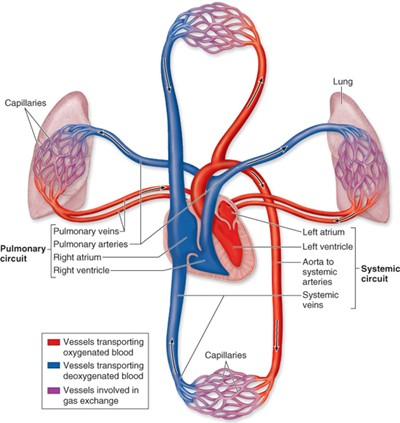 Capillaries
Lung
Pulmonary
circuit
Pulmonary veins
Pulmonary arteries
Right atrium
Right ventricle
Left atrium
Left ventricle
Aorta to
systemic
arteries
Systemic
veins
Systemic
circuit
Vessels transporting
oxygenated blood
Vessels transporting
deoxygenated blood
Vessels involved in
gas exchange
Capillaries